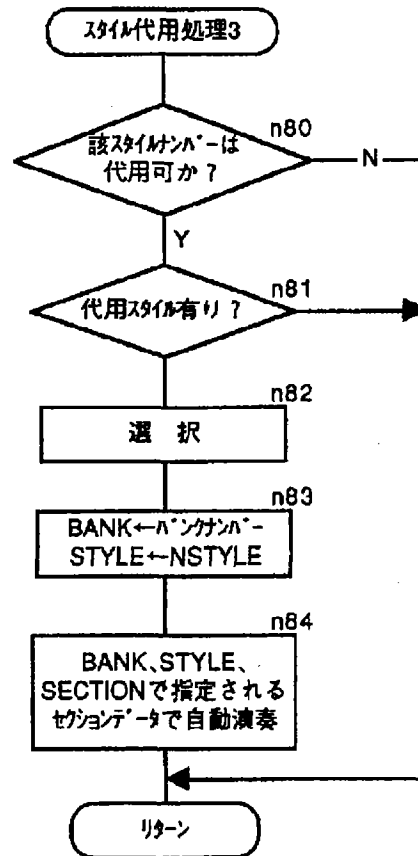 ｽﾀｲﾙ代用処理3
n80
該ｽﾀｲﾙﾅﾝﾊﾞｰは
代用可か？
N
Y
n81
代用ｽﾀｲﾙ有り？
n82
選 択
n83
BANK←ﾊﾞﾝｸﾅﾝﾊﾞｰ
STYLE←NSTYLE
n84
BANK、STYLE、
SECTIONで指定される
ｾｸｼｮﾝﾃﾞｰﾀで自動演奏
ﾘﾀｰﾝ